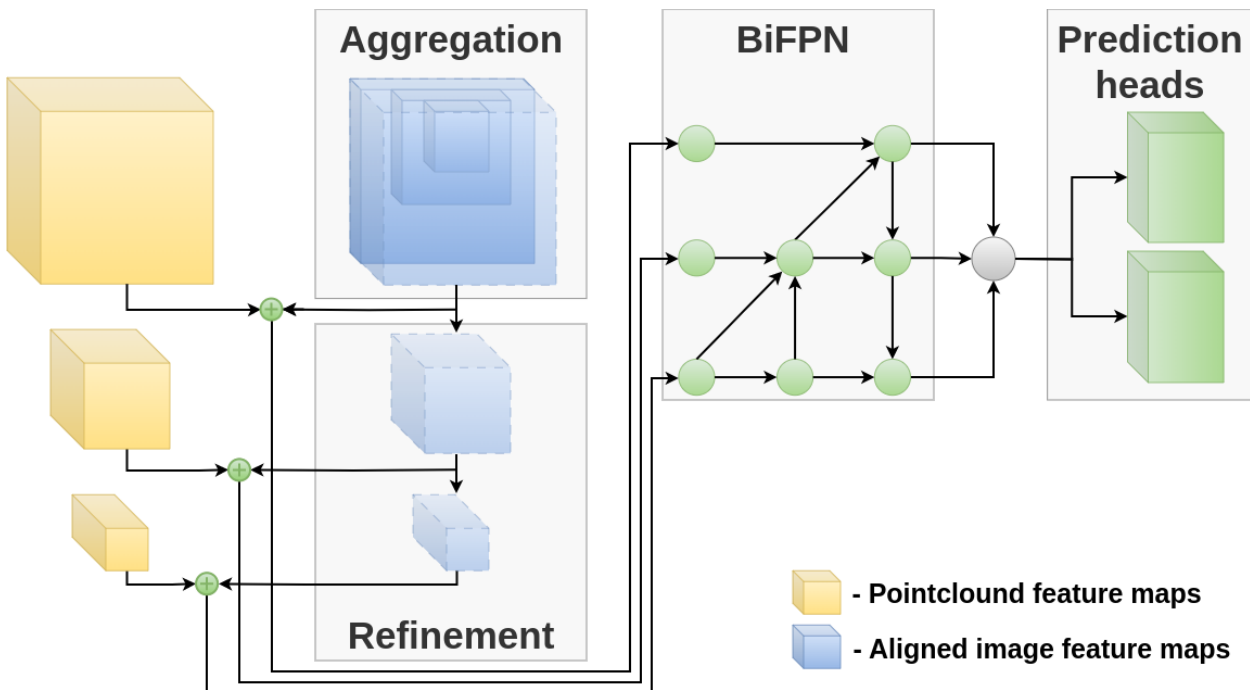 Aggregation
BiFPN
Prediction
heads
Refinement
- Pointclound feature maps
- Aligned image feature maps